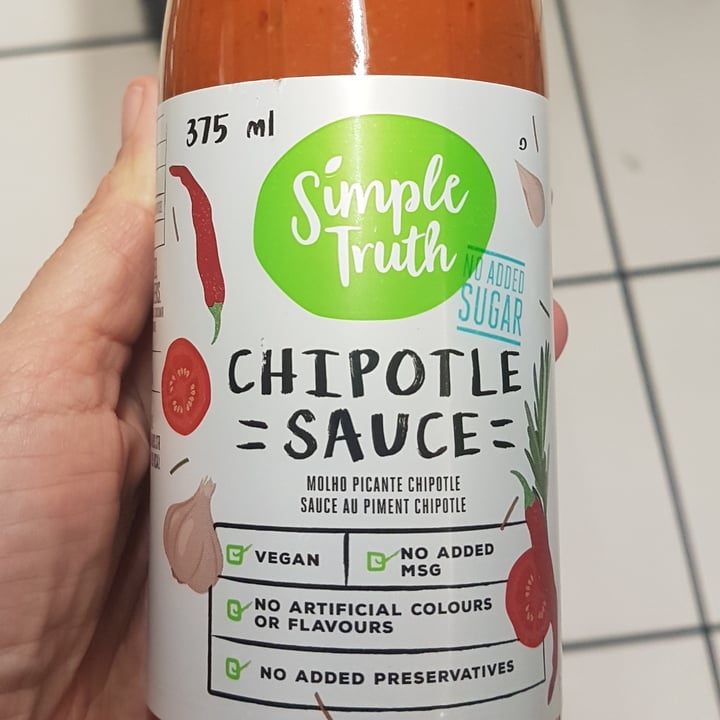 375 ml
Simple
Truth
NO ADDED
SUGAR
CHIPOTLE
=SAUCE=
MOLHO PICANTE CHIPOTLE
SAUCE AU PIMENT CHIPOTLE
VEGAN
NO ADDED
MSG
NO ARTIFICIAL COLOURS
OR FLAVOURS
NO ADDED PRESERVATIVES